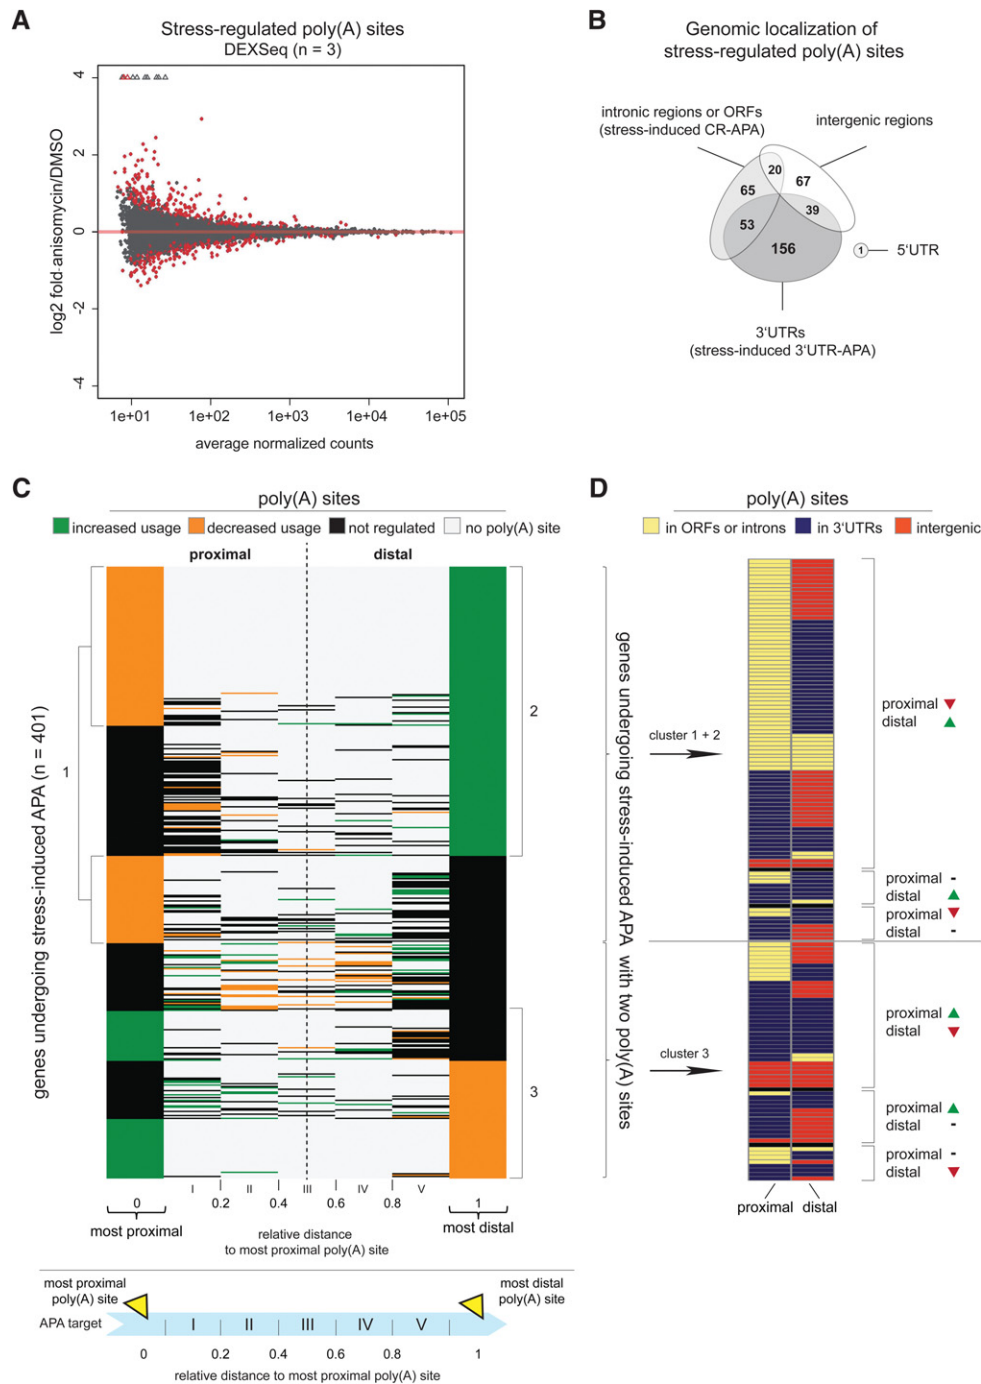 A
Stress-regulated poly(A) sites
DEXSeq (n = 3)
log2 fold-anisomycin/DMSO
4
2
0
-2
-4
1e+01
1e+02
1e+03
1e+04
1e+05
average normalized counts
B
Genomic localization of
stress-regulated poly(A) sites
intronic regions or ORFs
(stress-induced CR-APA)
intergenic regions
20
67
65
39
53
156
1
5'UTR
3'UTRs
(stress-induced 3'UTR-APA)
C
poly(A) sites
increased usage
decreased usage
not regulated
no poly(A) site
proximal
distal
genes undergoing stress-induced APA (n = 401)
1
2
3
I
II
III
IV
V
0
0.2
0.4
0.6
0.8
1
most proximal
most distal
relative distance
to most proximal poly(A) site
most proximal
poly(A) site
most distal
poly(A) site
APA target
I
II
III
IV
V
0
0.2
0.4
0.6
0.8
1
relative distance to most proximal poly(A) site
D
poly(A) sites
in ORFs or introns
in 3'UTRs
intergenic
genes undergoing stress-induced APA with two poly(A) sites
cluster 1 + 2
cluster 3
proximal
distal
proximal -
distal
proximal
distal -
proximal
distal
proximal
distal -
proximal -
distal
proximal
distal